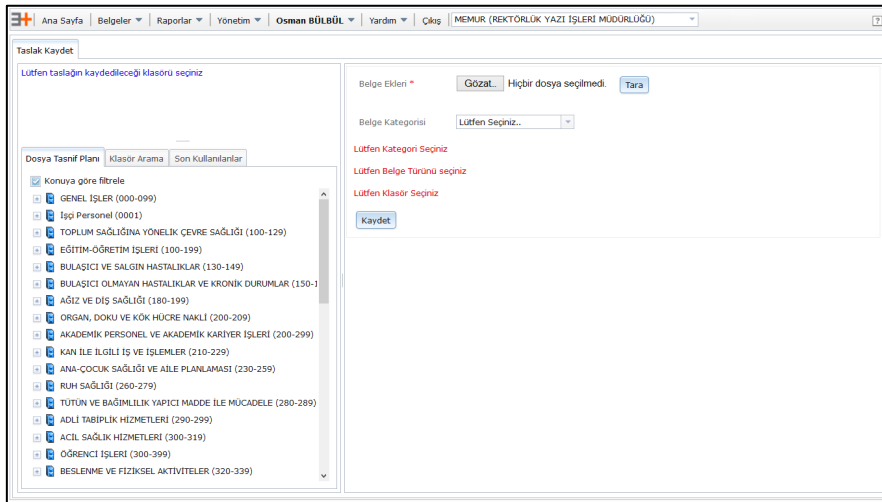 Ana Sayfa Belgeler Raporlar Yönetim Osman BÜLBÜL Yardım Çıkış MEMUR (REKTÖRLÜK YAZI İŞLERİ MÜDÜRLÜĞÜ) ?
Taslak Kaydet
Lütfen taslağın kaydedileceği klasörü seçiniz
Dosya Tasnif Planı Klasör Arama Son Kullanılanlar
Konuya göre filtrele
GENEL İŞLER (000-099)
İşçi Personel (0001)
TOPLUM SAĞLIĞINA YÖNELİK ÇEVRE SAĞLIĞI (100-129)
EĞİTİM-ÖĞRETİM İŞLERİ (100-199)
BULAŞICI VE SALGIN HASTALIKLAR (130-149)
BULAŞICI OLMAYAN HASTALIKLAR VE KRONİK DURUMLAR (150-1
AĞIZ VE DİŞ SAĞLIĞI (180-199)
ORGAN, DOKU VE KÖK HÜCRE NAKLİ (200-209)
AKADEMİK PERSONEL VE AKADEMİK KARİYER İŞLERİ (200-299)
KAN İLE İLGİLİ İŞ VE İŞLEMLER (210-229)
ANA-ÇOCUK SAĞLIĞI VE AİLE PLANLAMASI (230-259)
RUH SAĞLIĞI (260-279)
TÜTÜN VE BAĞIMLILIK YAPICI MADDE İLE MÜCADELE (280-289)
ADLİ TABİPLİK HİZMETLERİ (290-299)
ACİL SAĞLIK HİZMETLERİ (300-319)
ÖĞRENCİ İŞLERİ (300-399)
BESLENME VE FİZİKSEL AKTİVİTELER (320-339)
Belge Ekleri * Gözat.. Hiçbir dosya seçilmedi. Tara
Belge Kategorisi Lütfen Seçiniz..
Lütfen Kategori Seçiniz
Lütfen Belge Türünü seçiniz
Lütfen Klasör Seçiniz
Kaydet